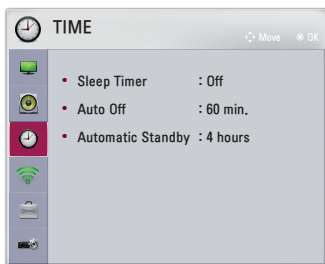 TIME
Move OK
• Sleep Timer : Off
• Auto Off : 60 min.
• Automatic Standby : 4 hours